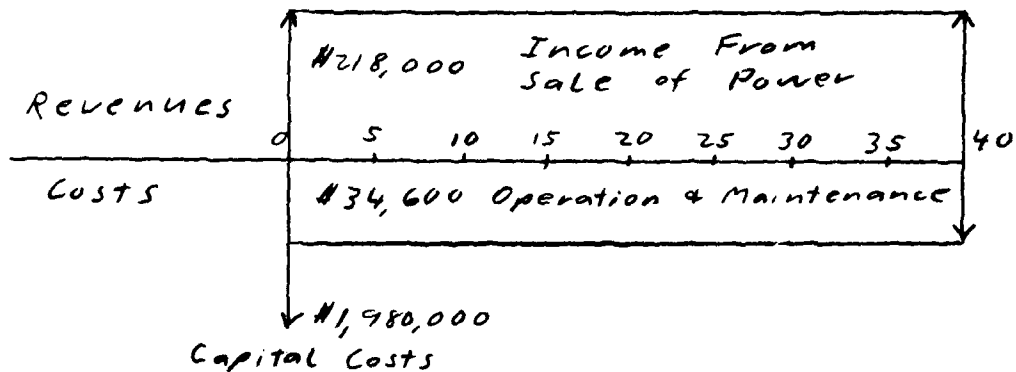 $218,000 Income From
Sale of Power
Revenues
0 5 10 15 20 25 30 35 40
Costs
$34,600 Operation & Maintenance
$1,980,000
Capital Costs